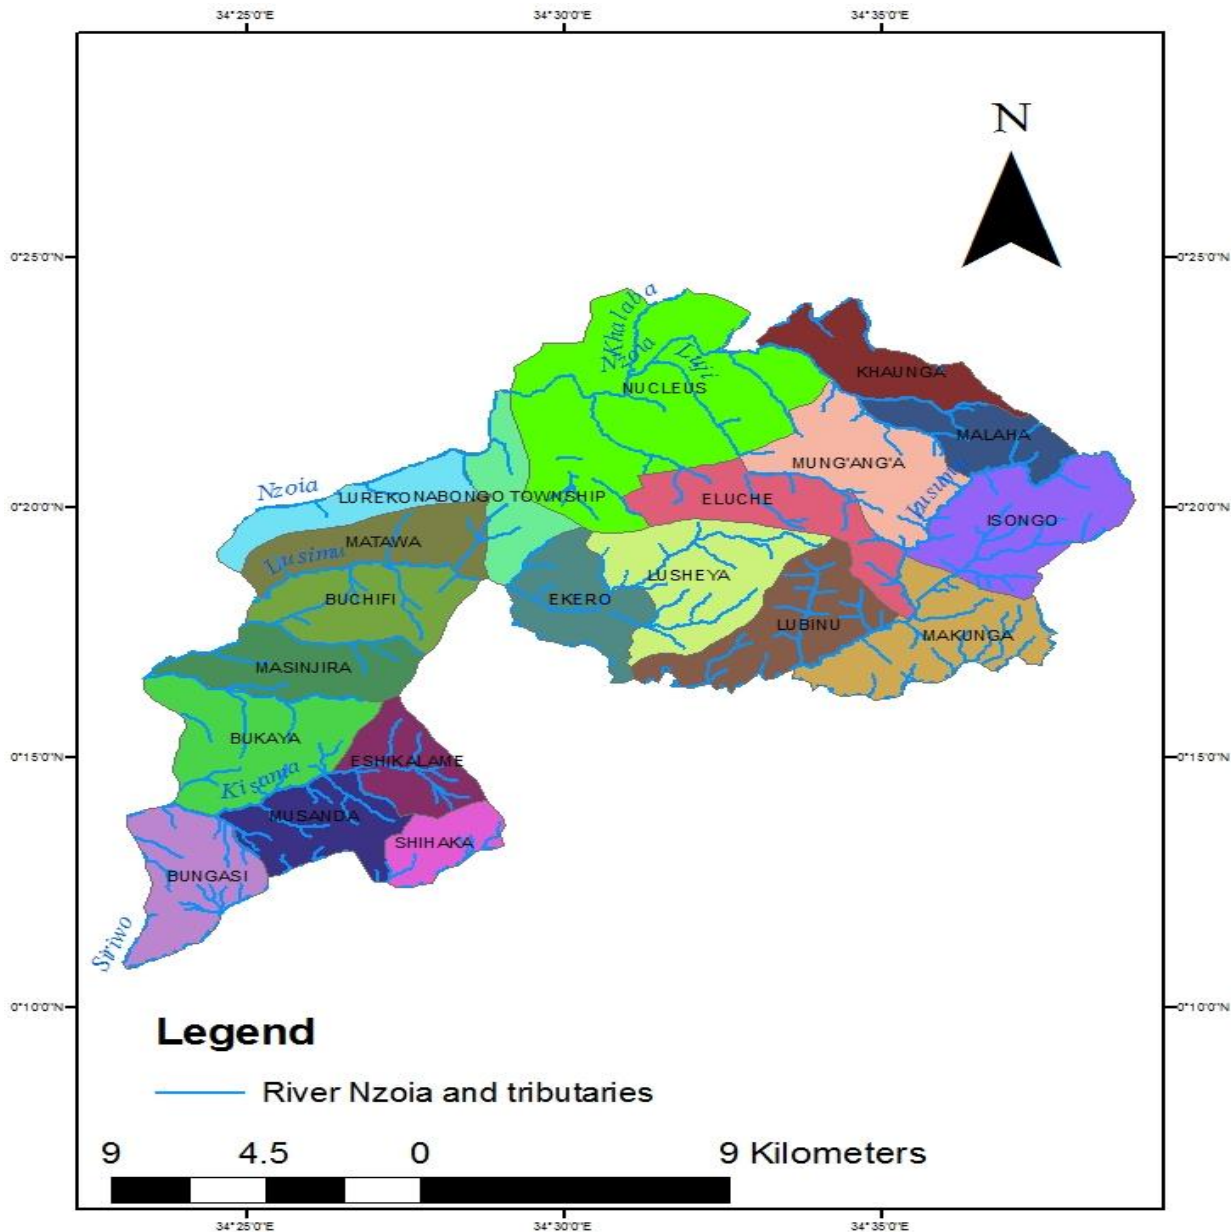 34°25'0"E 34°30'0"E 34°35'0"E
N
0°25'0"N 0°25'0"N
Khalaba
Nzoia
Luji
NUCLEUS
KHAUNGA
MALAHA
MUNG'ANG'A
Lusumu
Nzoia
LUREKO
NABONGO TOWNSHIP
ELUCHE
ISONGO
0°20'0"N 0°20'0"N
MATAWA
Lusimu
LUSHEYA
BUCHIFI
EKERO
LUBINU
MAKUNGA
MASINJIRA
BUKAYA
ESHIKALAME
0°15'0"N 0°15'0"N
Kisama
MUSANDA
SHIHAKA
BUNGASI
Siriwo
0°10'0"N 0°10'0"N
Legend
River Nzoia and tributaries
9 4.5 0 9 Kilometers
34°25'0"E 34°30'0"E 34°35'0"E